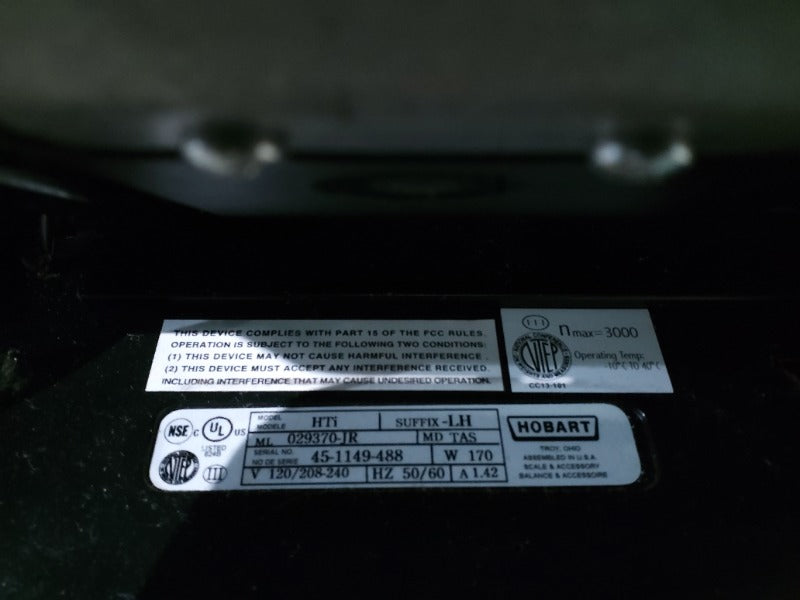 THIS DEVICE COMPLIES WITH PART 15 OF THE FCC RULES.
OPERATION IS SUBJECT TO THE FOLLOWING TWO CONDITIONS:
(1) THIS DEVICE MAY NOT CAUSE HARMFUL INTERFERENCE.
(2) THIS DEVICE MUST ACCEPT ANY INTERFERENCE RECEIVED.
INCLUDING INTERFERENCE THAT MAY CAUSE UNDESIRED OPERATION.
III n max=3000
NTEP
Operating Temp:
-10°C TO 40°C
CC13-101
NSF C UL US
LISTED
NTEP III
MODEL
MODELE HTi SUFFIX -LH
ML 029370-JR MD TAS
SERIAL NO
NO DE SERIE 45-1149-488 W 170
V 120/208-240 HZ 50/60 A 1.42
HOBART
TROY, OHIO
ASSEMBLED IN U.S.A.
SCALE & ACCESSORY
BALANCE & ACCESSOIRE